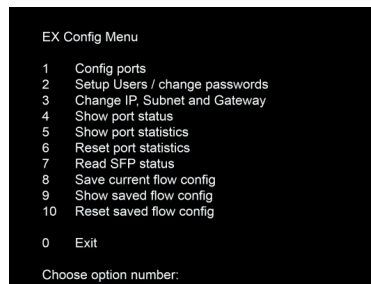 EX Config Menu
1 Config ports
2 Setup Users / change passwords
3 Change IP, Subnet and Gateway
4 Show port status
5 Show port statistics
6 Reset port statistics
7 Read SFP status
8 Save current flow config
9 Show saved flow config
10 Reset saved flow config
0 Exit
Choose option number: